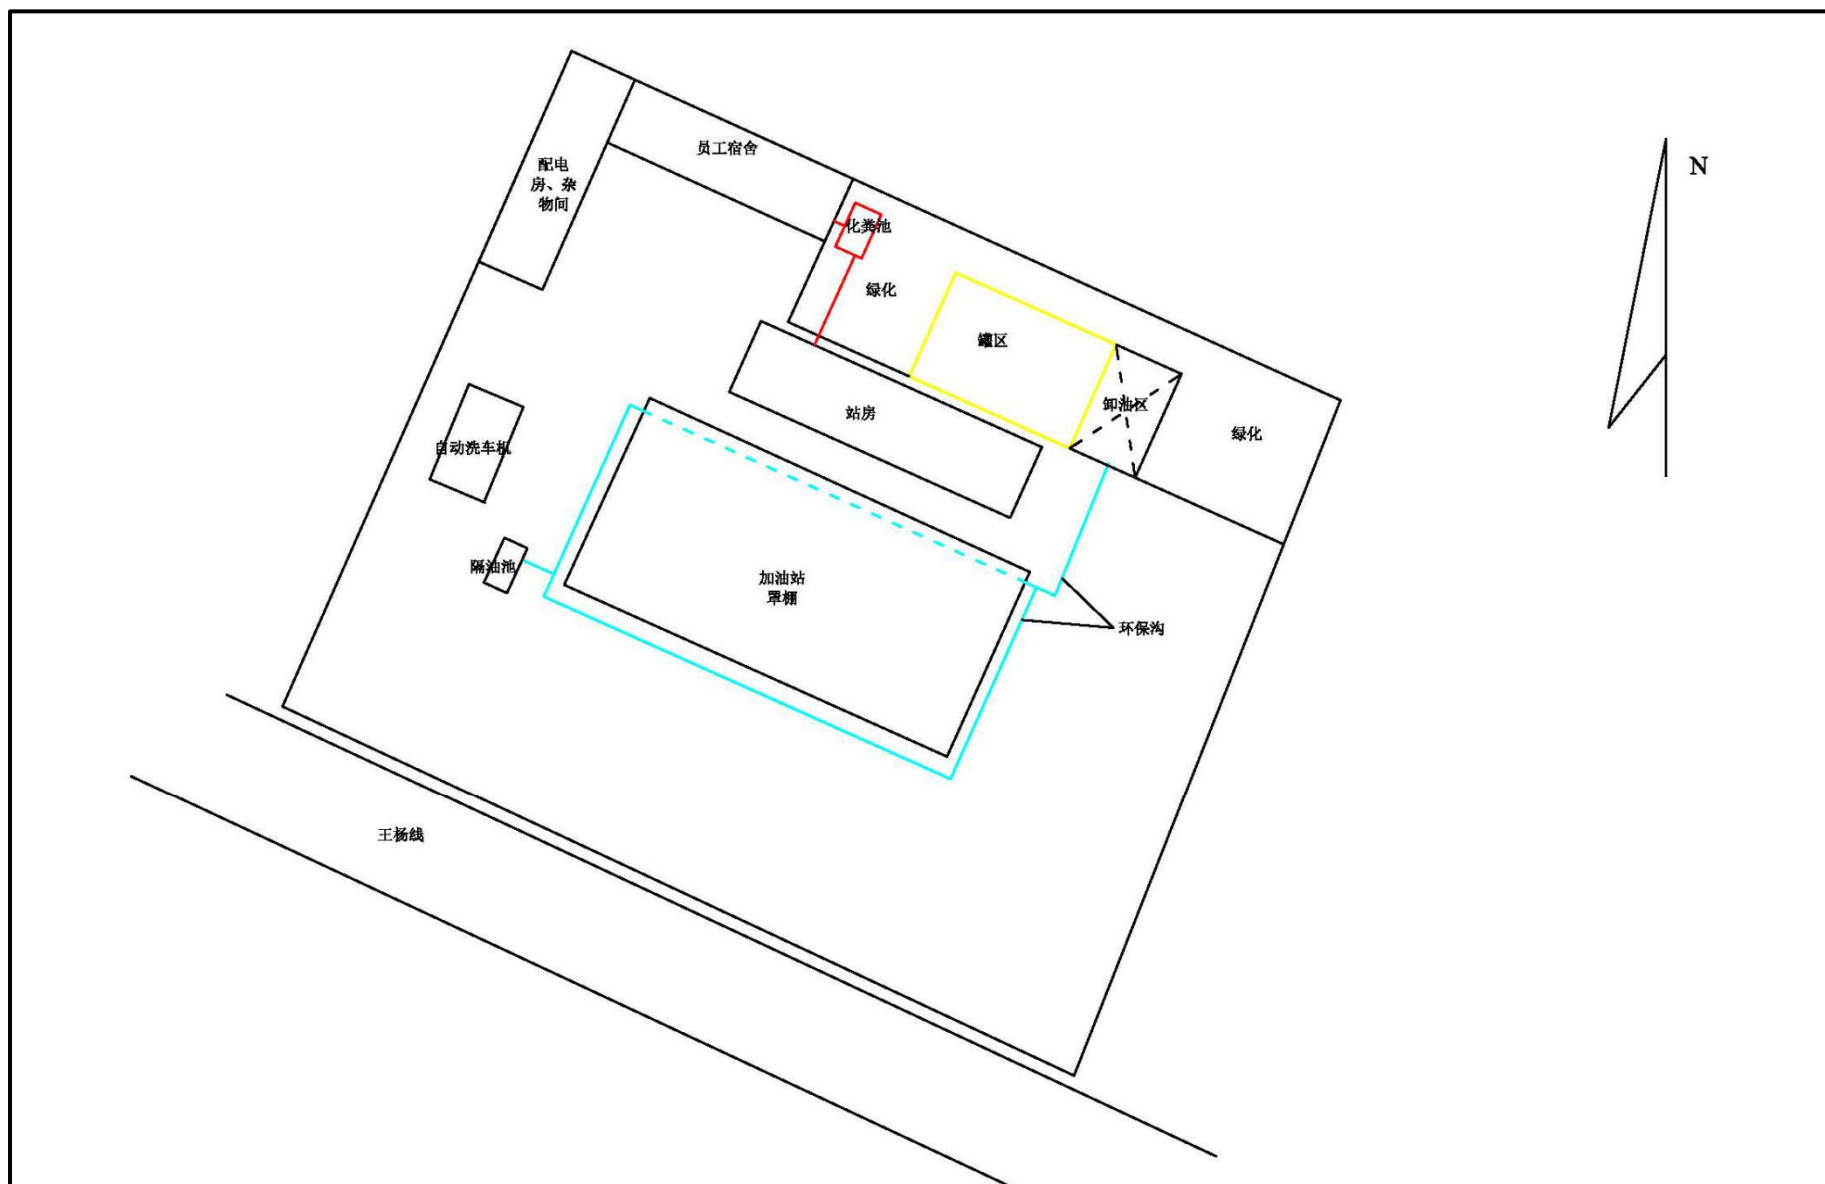 员工宿舍
N
配电
房、杂
物间
化粪池
绿化
罐区
卸油区
站房
绿化
自动洗车机
隔油池
加油站
罩棚
环保沟
王杨线